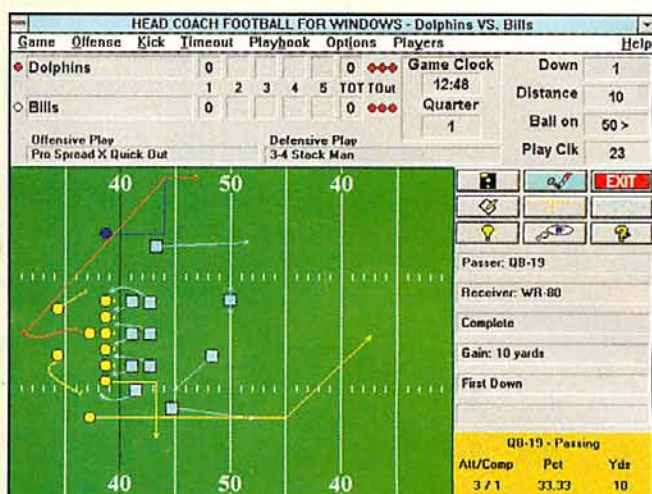 HEAD COACH FOOTBALL FOR WINDOWS - Dolphins VS. Bills
Game Offense Kick Timeout Playbook Options Players Help
Dolphins 0 0
1 2 3 4 5 TOT TOut
Bills 0 0
Game Clock
12:48
Quarter
1
Down 1
Distance 10
Ball on 50 >
Play Clk 23
Offensive Play
Pro Spread X Quick Out
Defensive Play
3-4 Stack Man
EXIT
40 50 40
40 50 40
Passer: QB-19
Receiver: WR-80
Complete
Gain: 10 yards
First Down
QB-19 - Passing
Att/Comp Pct Yds
3 / 1 33.33 10